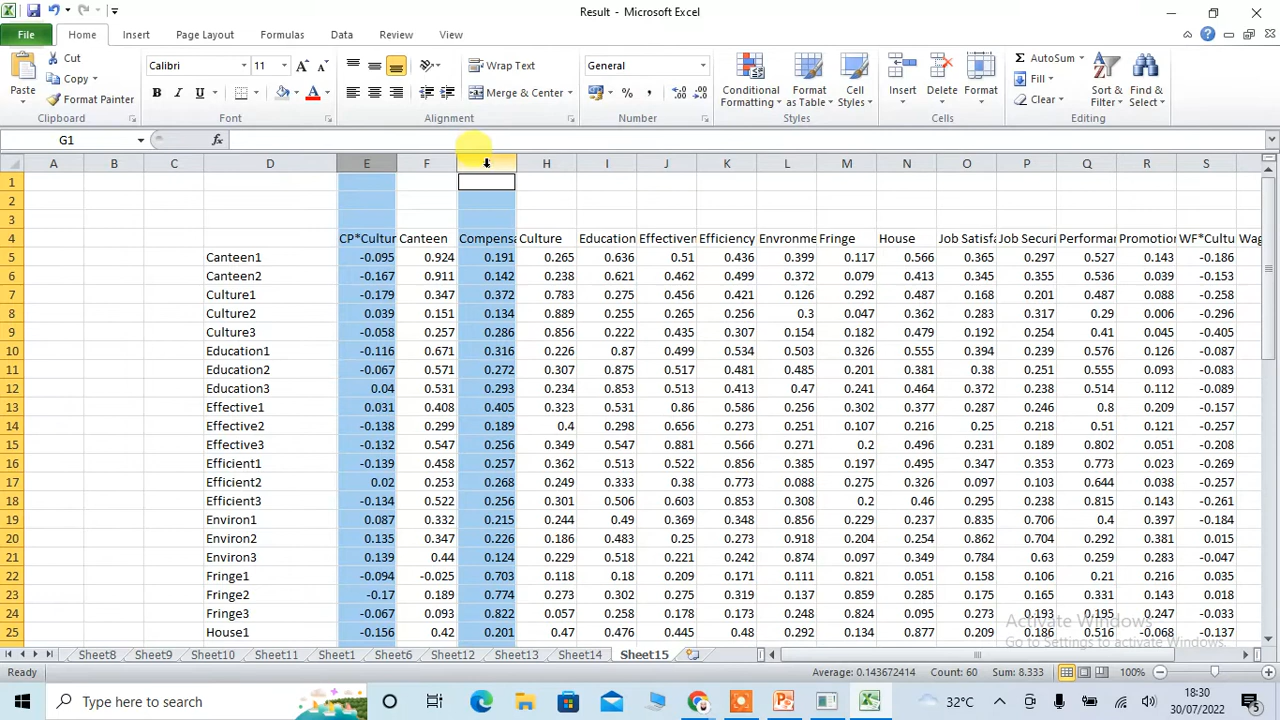 Result - Microsoft Excel
File Home Insert Page Layout Formulas Data Review View
Paste Cut Copy Format Painter Clipboard
Calibri 11 B I U A A A Font
Wrap Text Merge & Center Alignment
General % , Number
Conditional Formatting Format as Table Cell Styles Styles
Insert Delete Format Cells
Σ AutoSum Fill Clear Sort & Filter Find & Select Editing
G1 fx
A B C D E F G H I J K L M N O P Q R S
1
2
3
4 CP*Cultur Canteen Compensa Culture Education Effectiven Efficiency Envronme Fringe House Job Satisfa Job Securi Performar Promotion WF*Cultu Wag
5 Canteen1 -0.095 0.924 0.191 0.265 0.636 0.51 0.436 0.399 0.117 0.566 0.365 0.297 0.527 0.143 -0.186
6 Canteen2 -0.167 0.911 0.142 0.238 0.621 0.462 0.499 0.372 0.079 0.413 0.345 0.355 0.536 0.039 -0.153
7 Culture1 -0.179 0.347 0.372 0.783 0.275 0.456 0.421 0.126 0.292 0.487 0.168 0.201 0.487 0.088 -0.258
8 Culture2 0.039 0.151 0.134 0.889 0.255 0.265 0.256 0.3 0.047 0.362 0.283 0.317 0.29 0.006 -0.296
9 Culture3 -0.058 0.257 0.286 0.856 0.222 0.435 0.307 0.154 0.182 0.479 0.192 0.254 0.41 0.045 -0.405
10 Education1 -0.116 0.671 0.316 0.226 0.87 0.499 0.534 0.503 0.326 0.555 0.394 0.239 0.576 0.126 -0.087
11 Education2 -0.067 0.571 0.272 0.307 0.875 0.517 0.481 0.485 0.201 0.381 0.38 0.251 0.555 0.093 -0.083
12 Education3 0.04 0.531 0.293 0.234 0.853 0.513 0.413 0.47 0.241 0.464 0.372 0.238 0.514 0.112 -0.089
13 Effective1 0.031 0.408 0.405 0.323 0.531 0.86 0.586 0.256 0.302 0.377 0.287 0.246 0.8 0.209 -0.157
14 Effective2 -0.138 0.299 0.189 0.4 0.298 0.656 0.273 0.251 0.107 0.216 0.25 0.218 0.51 0.121 -0.257
15 Effective3 -0.132 0.547 0.256 0.349 0.547 0.881 0.566 0.271 0.2 0.496 0.231 0.189 0.802 0.051 -0.208
16 Efficient1 -0.139 0.458 0.257 0.362 0.513 0.522 0.856 0.385 0.197 0.495 0.347 0.353 0.773 0.023 -0.269
17 Efficient2 0.02 0.253 0.268 0.249 0.333 0.38 0.773 0.088 0.275 0.326 0.097 0.103 0.644 0.06 -0.162
18 Efficient3 -0.134 0.522 0.256 0.301 0.506 0.603 0.853 0.308 0.2 0.46 0.295 0.238 0.815 0.143 -0.261
19 Environ1 0.087 0.332 0.215 0.244 0.49 0.369 0.348 0.856 0.229 0.237 0.835 0.706 0.4 0.397 -0.184
20 Environ2 0.135 0.347 0.226 0.186 0.483 0.25 0.273 0.918 0.204 0.254 0.862 0.704 0.292 0.381 0.015
21 Environ3 0.139 0.44 0.124 0.229 0.518 0.221 0.242 0.874 0.097 0.349 0.784 0.63 0.259 0.283 -0.047
22 Fringe1 -0.094 -0.025 0.703 0.118 0.18 0.209 0.171 0.111 0.821 0.051 0.158 0.106 0.21 0.216 0.035
23 Fringe2 -0.17 0.189 0.774 0.273 0.302 0.275 0.319 0.137 0.859 0.285 0.175 0.165 0.331 0.143 0.018
24 Fringe3 -0.067 0.093 0.822 0.057 0.258 0.178 0.173 0.248 0.824 0.095 0.273 0.193 0.195 0.247 -0.033
25 House1 -0.156 0.42 0.201 0.47 0.476 0.445 0.48 0.292 0.134 0.877 0.209 0.186 0.516 -0.068 -0.137
Activate Windows
Go to Settings to activate Windows.
Sheet8 Sheet9 Sheet10 Sheet11 Sheet1 Sheet6 Sheet12 Sheet13 Sheet14 Sheet15
Ready Average: 0.143672414 Count: 60 Sum: 8.333 100%
Type here to search 32°C 18:30
30/07/2022 5